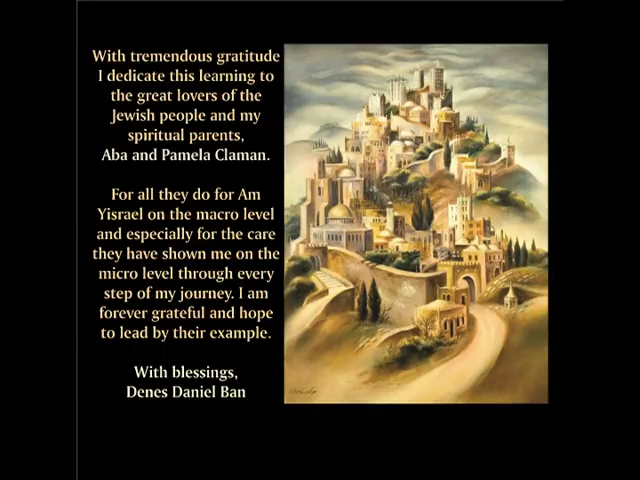 With tremendous gratitude
I dedicate this learning to
the great lovers of the
Jewish people and my
spiritual parents,
Aba and Pamela Claman.
For all they do for Am
Yisrael on the macro level
and especially for the care
they have shown me on the
micro level through every
step of my journey. I am
forever grateful and hope
to lead by their example.
With blessings,
Denes Daniel Ban